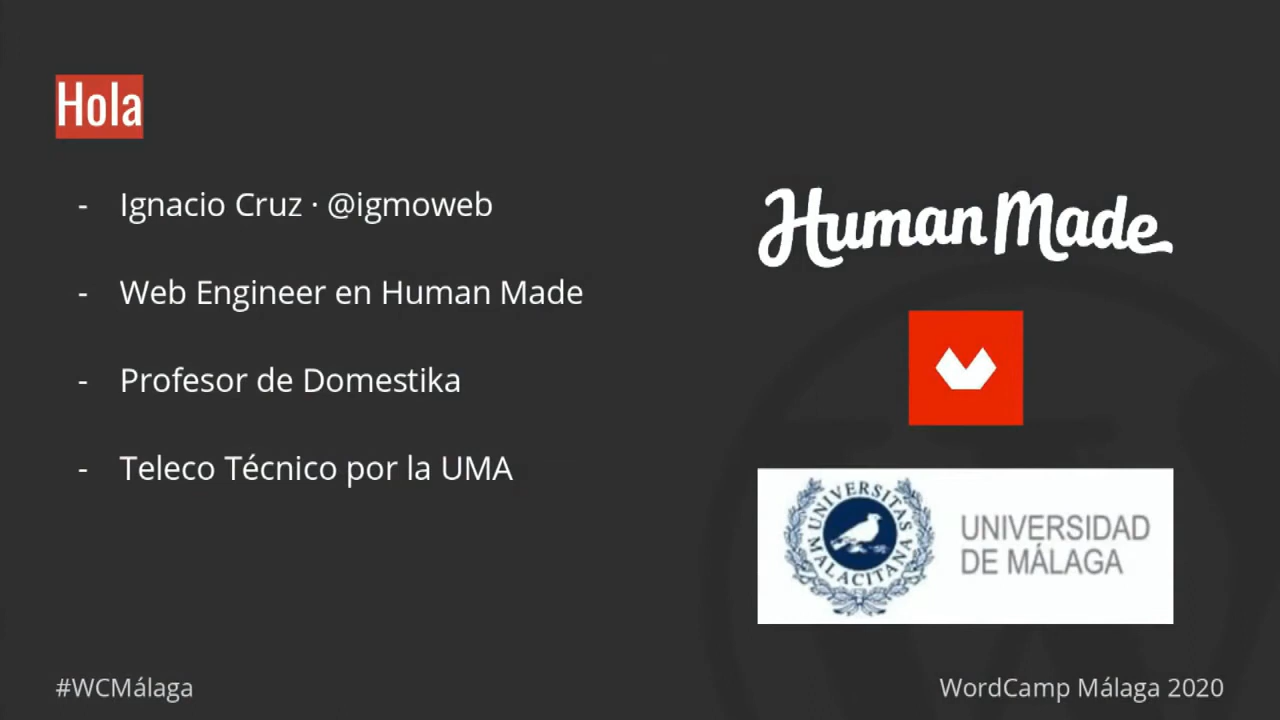 Hola
- Ignacio Cruz · @igmoweb
- Web Engineer en Human Made
- Profesor de Domestika
- Teleco Técnico por la UMA
Human Made
UNIVERSITAS
MALACITANA
UNIVERSIDAD
DE MÁLAGA
#WCMálaga
WordCamp Málaga 2020